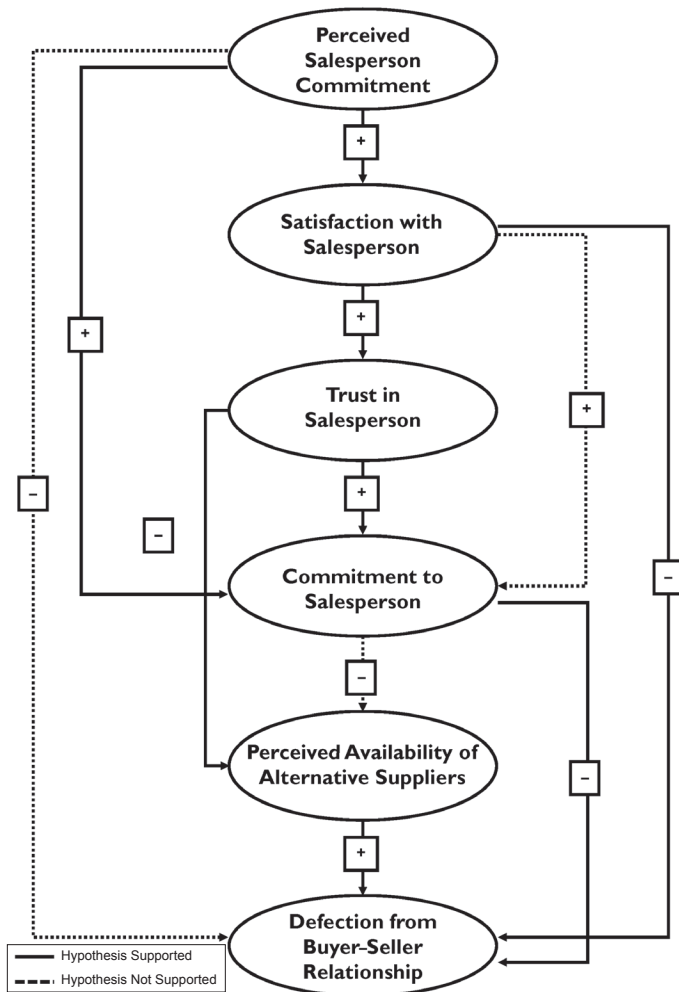 Perceived
Salesperson
Commitment
+
Satisfaction with
Salesperson
+
+
Trust in
Salesperson
+
−
+
−
Commitment to
Salesperson
−
−
Perceived Availability of
Alternative Suppliers
−
+
Defection from
Buyer–Seller
Relationship
Hypothesis Supported
Hypothesis Not Supported